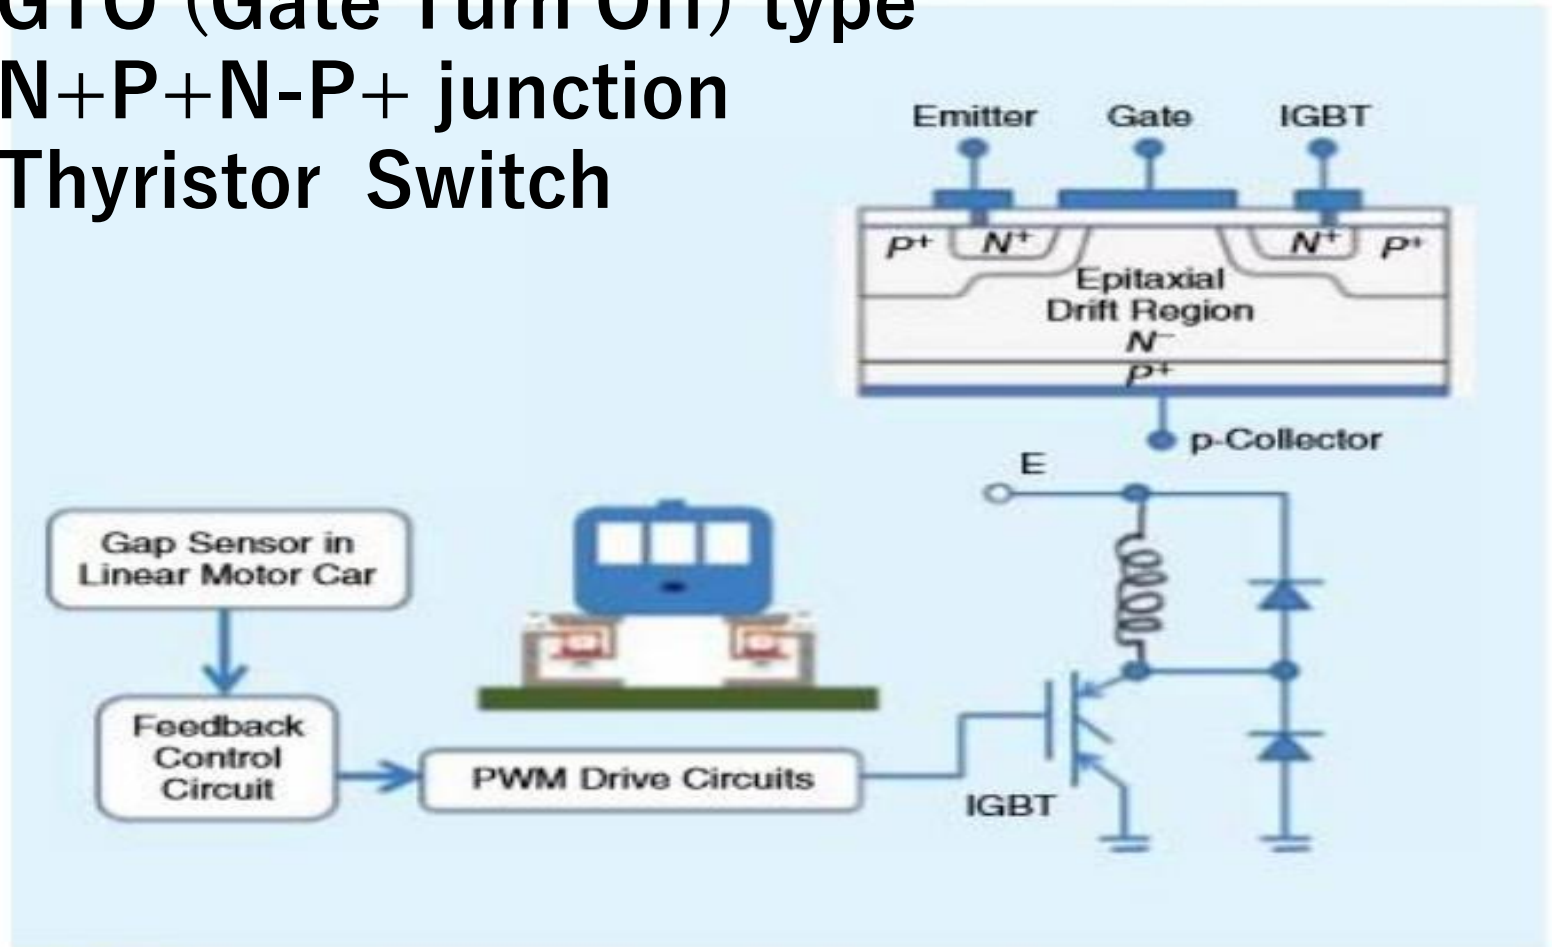 GTO (Gate Turn Off) type
N+P+N-P+ junction
Thyristor Switch
Emitter Gate IGBT
P⁺ N⁺ N⁺ P⁺
Epitaxial
Drift Region
N⁻
P⁺
p-Collector
E
Gap Sensor in
Linear Motor Car
Feedback
Control
Circuit
PWM Drive Circuits
IGBT